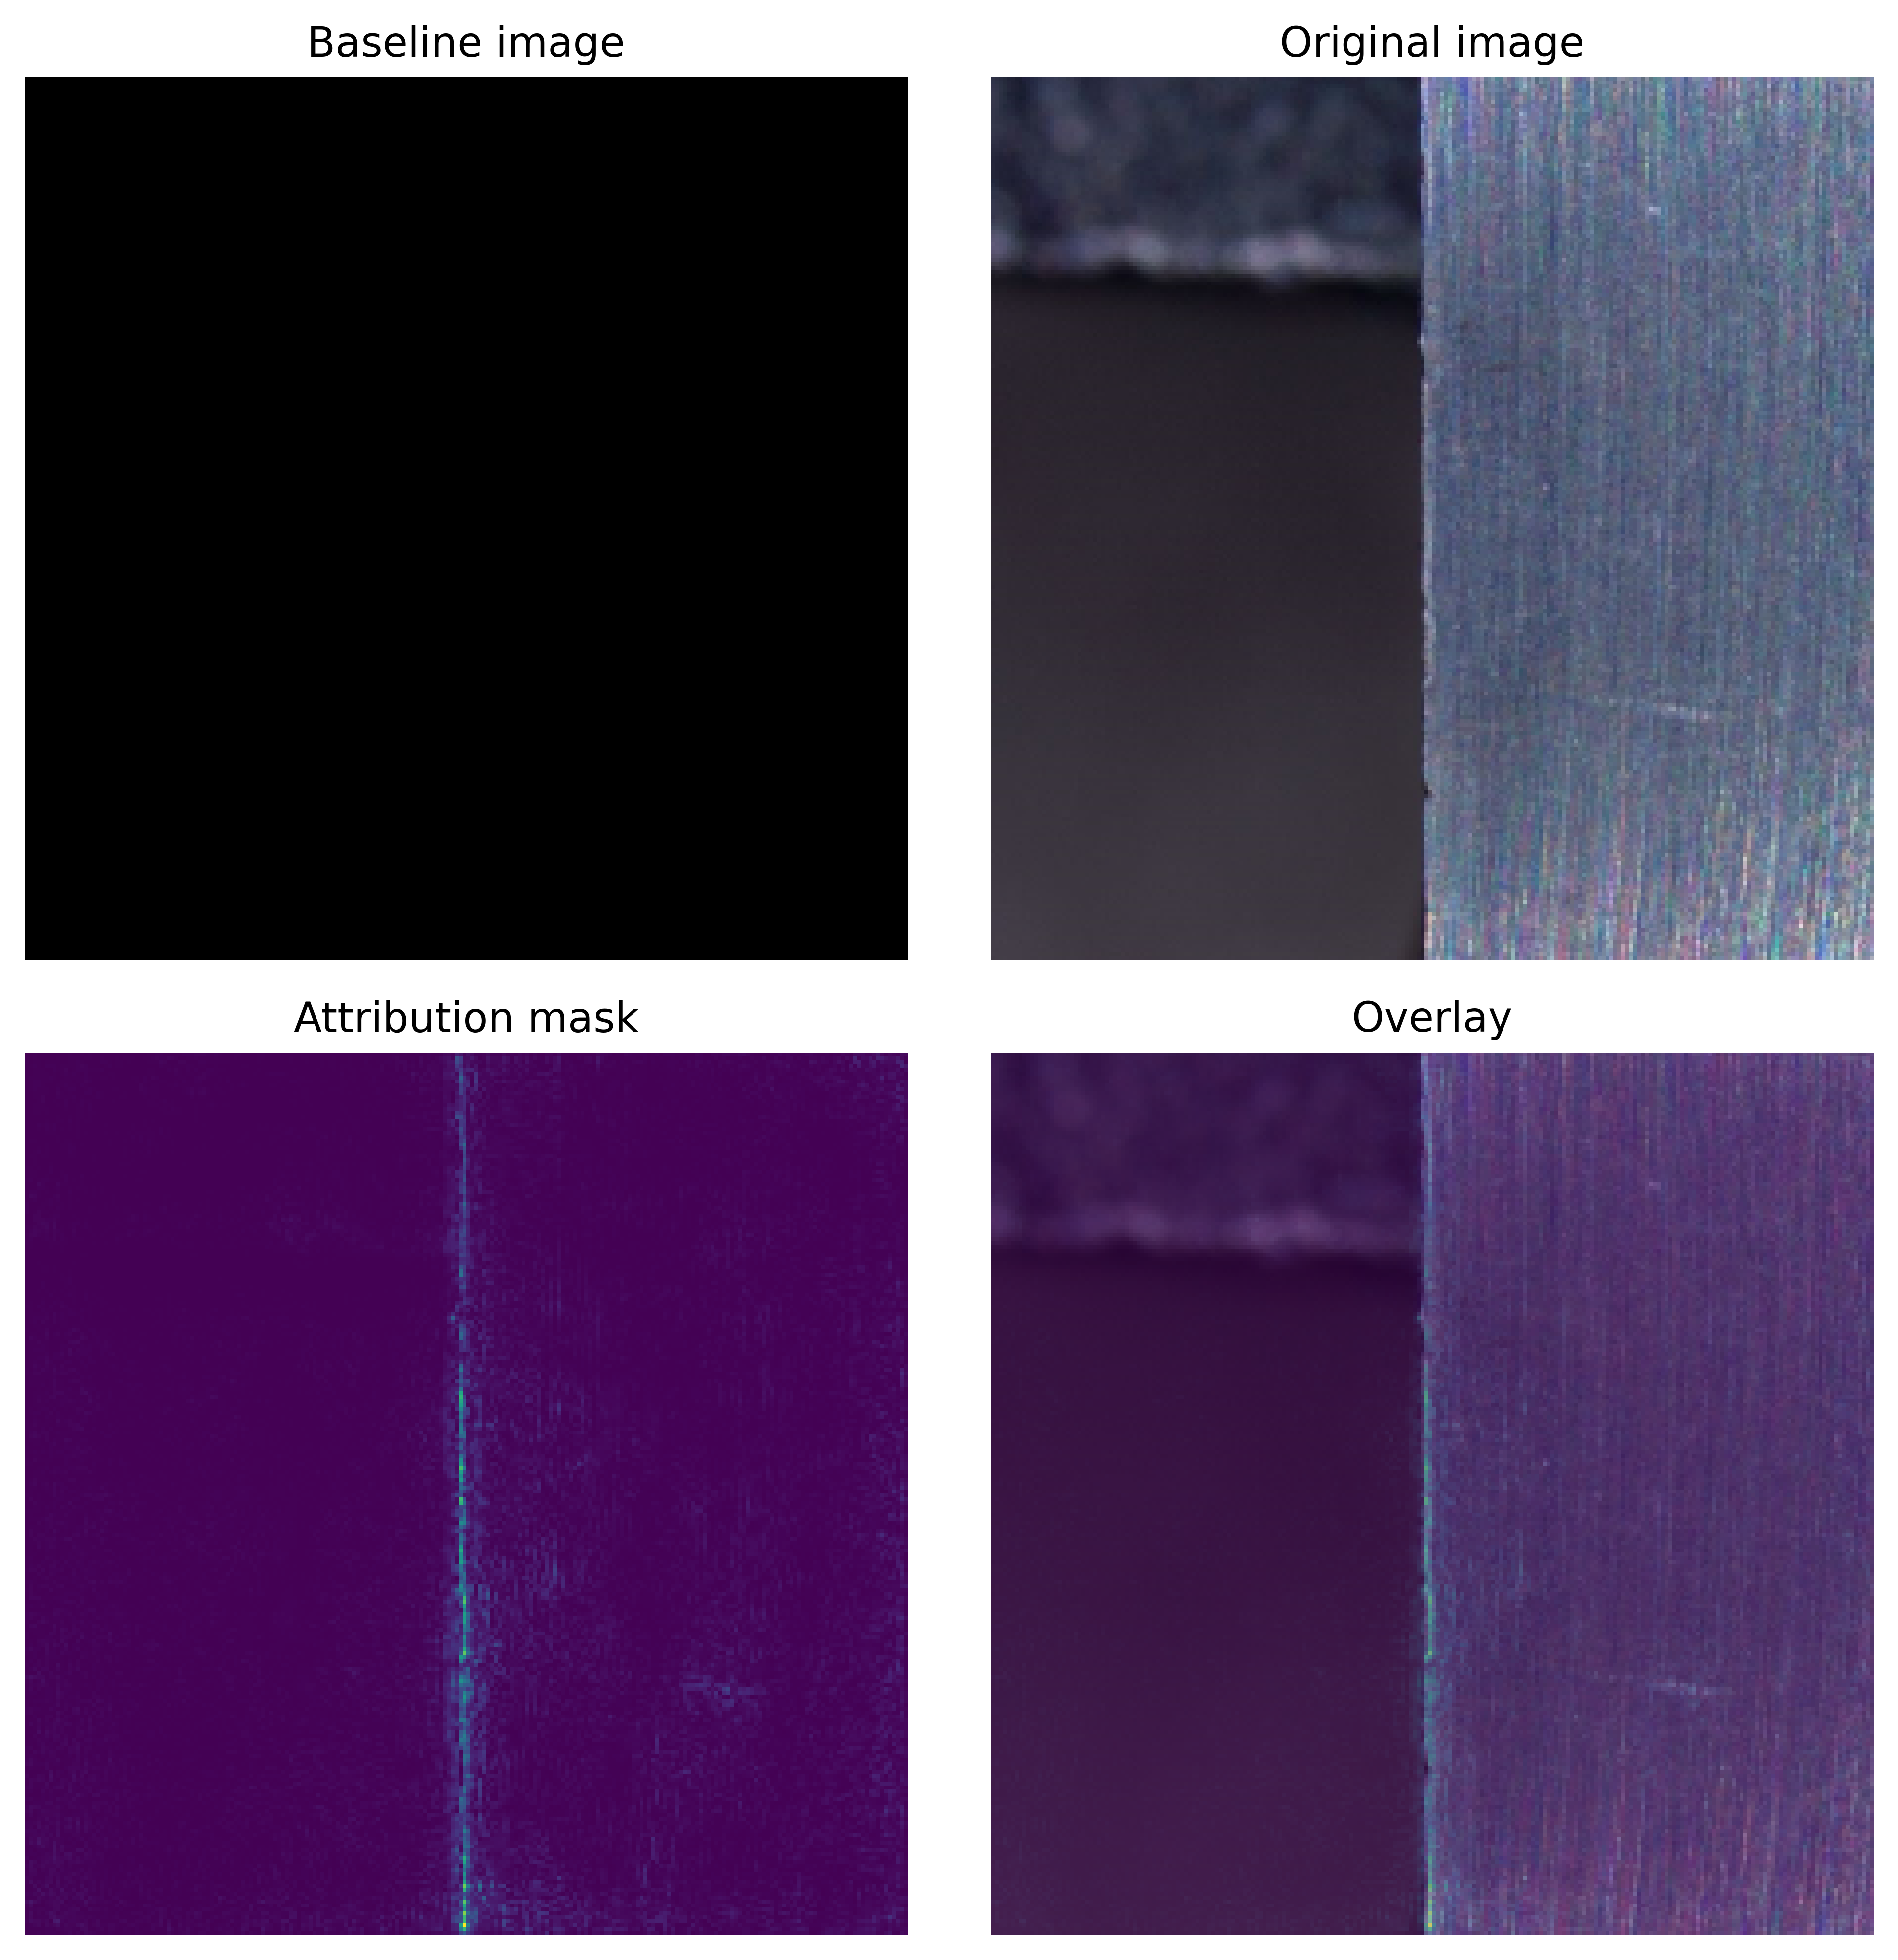 Baseline image
Original image
Attribution mask
Overlay